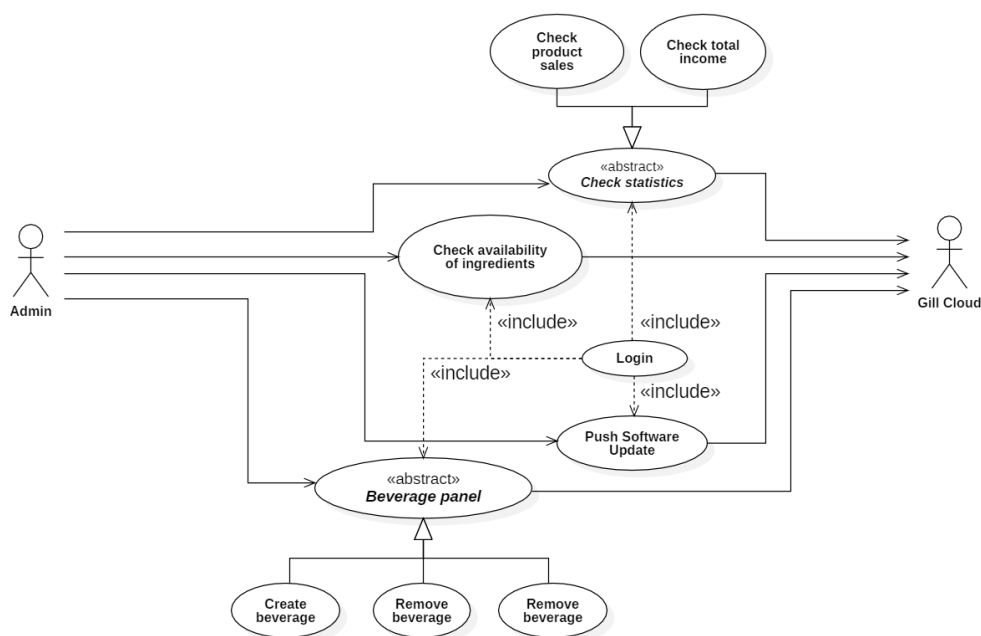 Check
product
sales
Check total
income
«abstract»
Check statistics
Check availability
of ingredients
Admin
Gill Cloud
«include»
«include»
Login
«include»
«include»
Push Software
Update
«abstract»
Beverage panel
Create
beverage
Remove
beverage
Remove
beverage